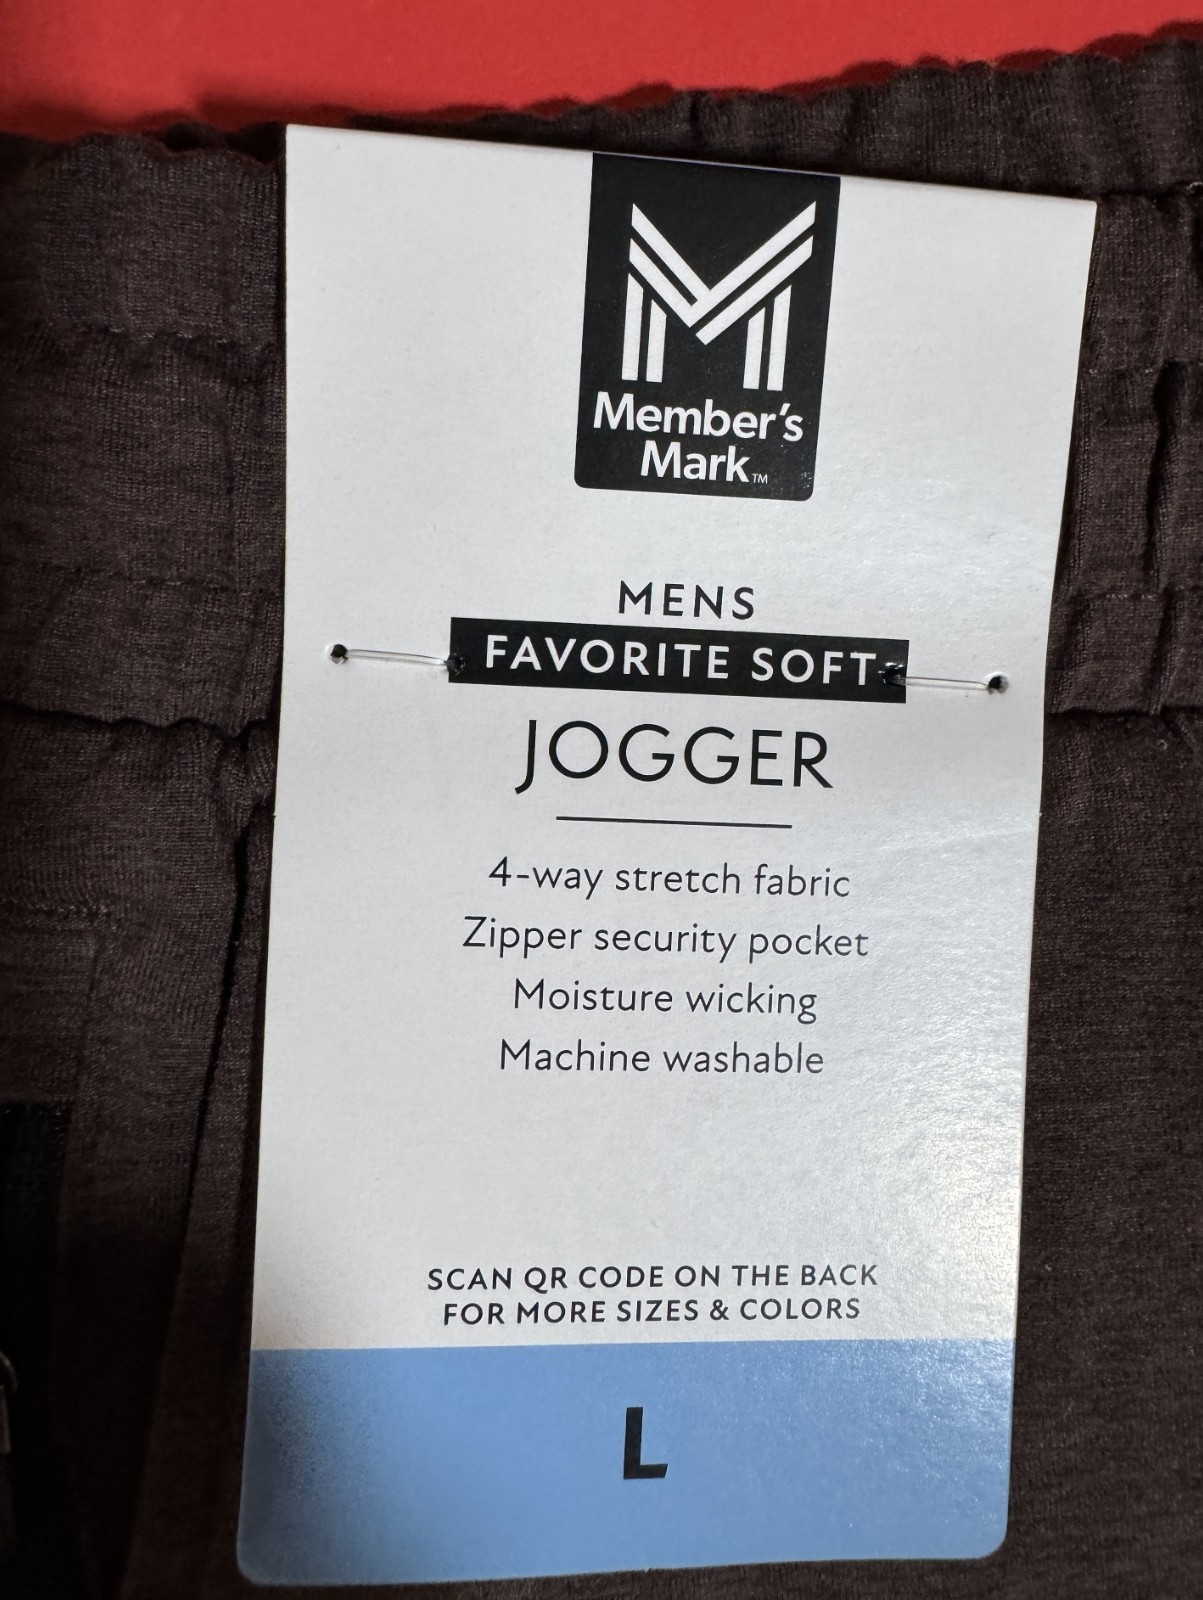 Member's
Mark™
MENS
FAVORITE SOFT
JOGGER
4-way stretch fabric
Zipper security pocket
Moisture wicking
Machine washable
SCAN QR CODE ON THE BACK
FOR MORE SIZES & COLORS
L